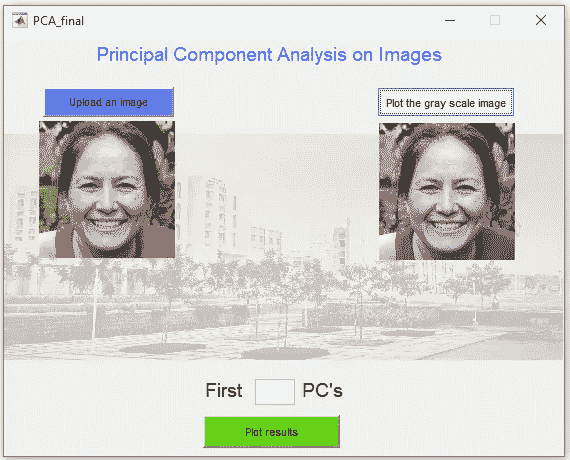 PCA_final
Principal Component Analysis on Images
Upload an image
Plot the gray scale image
First PC's
Plot results